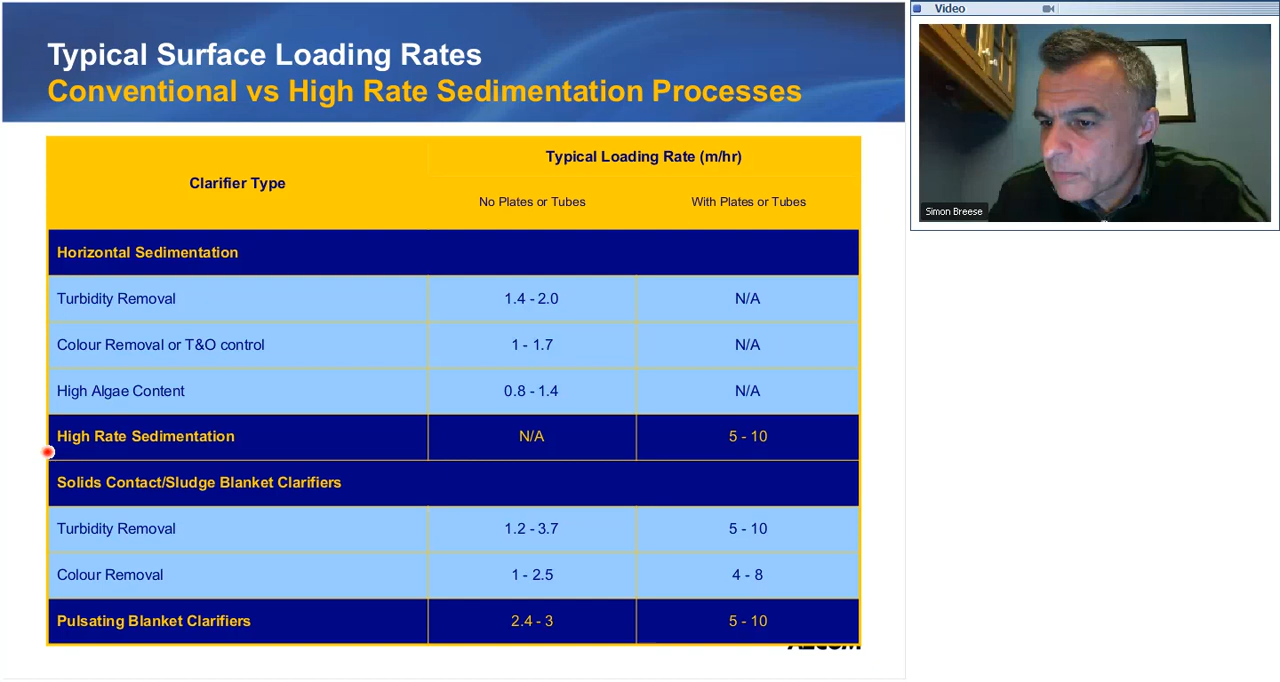 Typical Surface Loading Rates
Conventional vs High Rate Sedimentation Processes
Clarifier Type
Typical Loading Rate (m/hr)
No Plates or Tubes
With Plates or Tubes
Horizontal Sedimentation
Turbidity Removal 1.4 - 2.0 N/A
Colour Removal or T&O control 1 - 1.7 N/A
High Algae Content 0.8 - 1.4 N/A
High Rate Sedimentation N/A 5 - 10
Solids Contact/Sludge Blanket Clarifiers
Turbidity Removal 1.2 - 3.7 5 - 10
Colour Removal 1 - 2.5 4 - 8
Pulsating Blanket Clarifiers 2.4 - 3 5 - 10
Video
Simon Breese